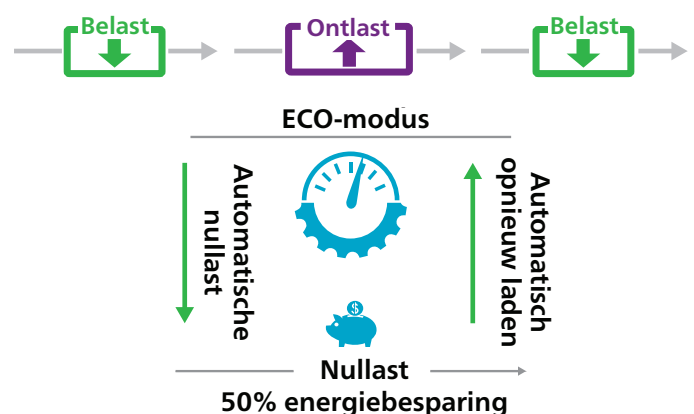 Belast
Ontlast
Belast
ECO-modus
Automatische
nullast
Automatisch
opnieuw laden
$
Nullast
50% energiebesparing